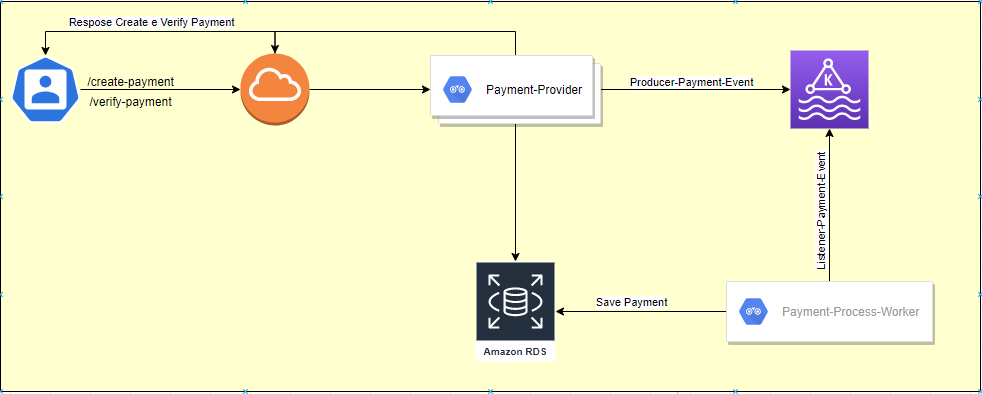 Respose Create e Verify Payment
/create-payment
/verify-payment
Payment-Provider
Producer-Payment-Event
K
Listener-Payment-Event
Save Payment
Payment-Process-Worker
Amazon RDS